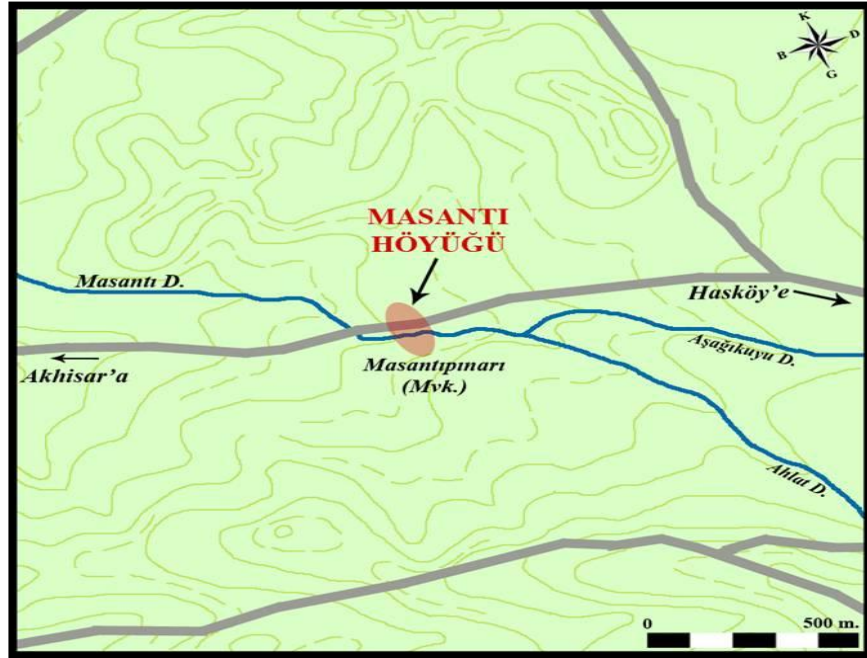 K
B D
G
MASANTI
HÖYÜĞÜ
Masantı D.
Hasköy'e
Akhisar'a
Masantıpınarı
(Mvk.)
Aşağıkuyu D.
Ahlat D.
0 500 m.